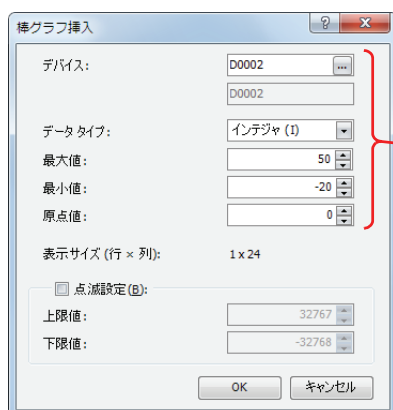 棒グラフ挿入
デバイス: D0002 ...
D0002
データ タイプ: インテジャ (I)
最大値: 50
最小値: -20
原点値: 0
表示サイズ (行 × 列): 1 x 24
点滅設定(B):
上限値: 32767
下限値: -32768
OK キャンセル